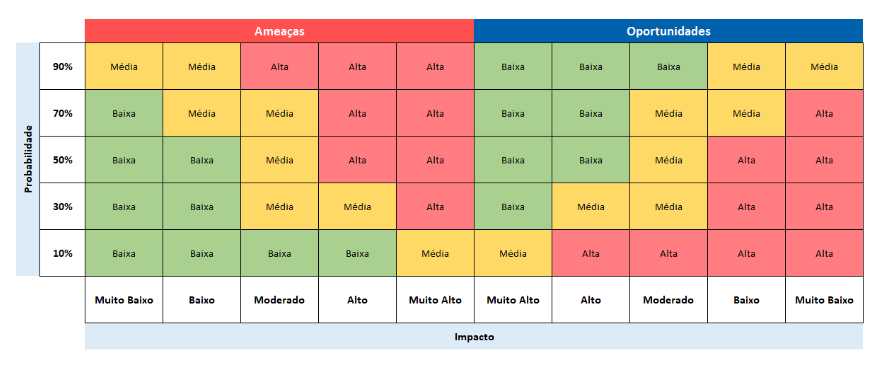 Ameaças Oportunidades
Probabilidade
90% Média Média Alta Alta Alta Baixa Baixa Baixa Média Média
70% Baixa Média Média Alta Alta Baixa Baixa Média Média Alta
50% Baixa Baixa Média Alta Alta Baixa Baixa Média Alta Alta
30% Baixa Baixa Média Média Alta Baixa Média Média Alta Alta
10% Baixa Baixa Baixa Baixa Média Média Alta Alta Alta Alta
Muito Baixo Baixo Moderado Alto Muito Alto Muito Alto Alto Moderado Baixo Muito Baixo
Impacto